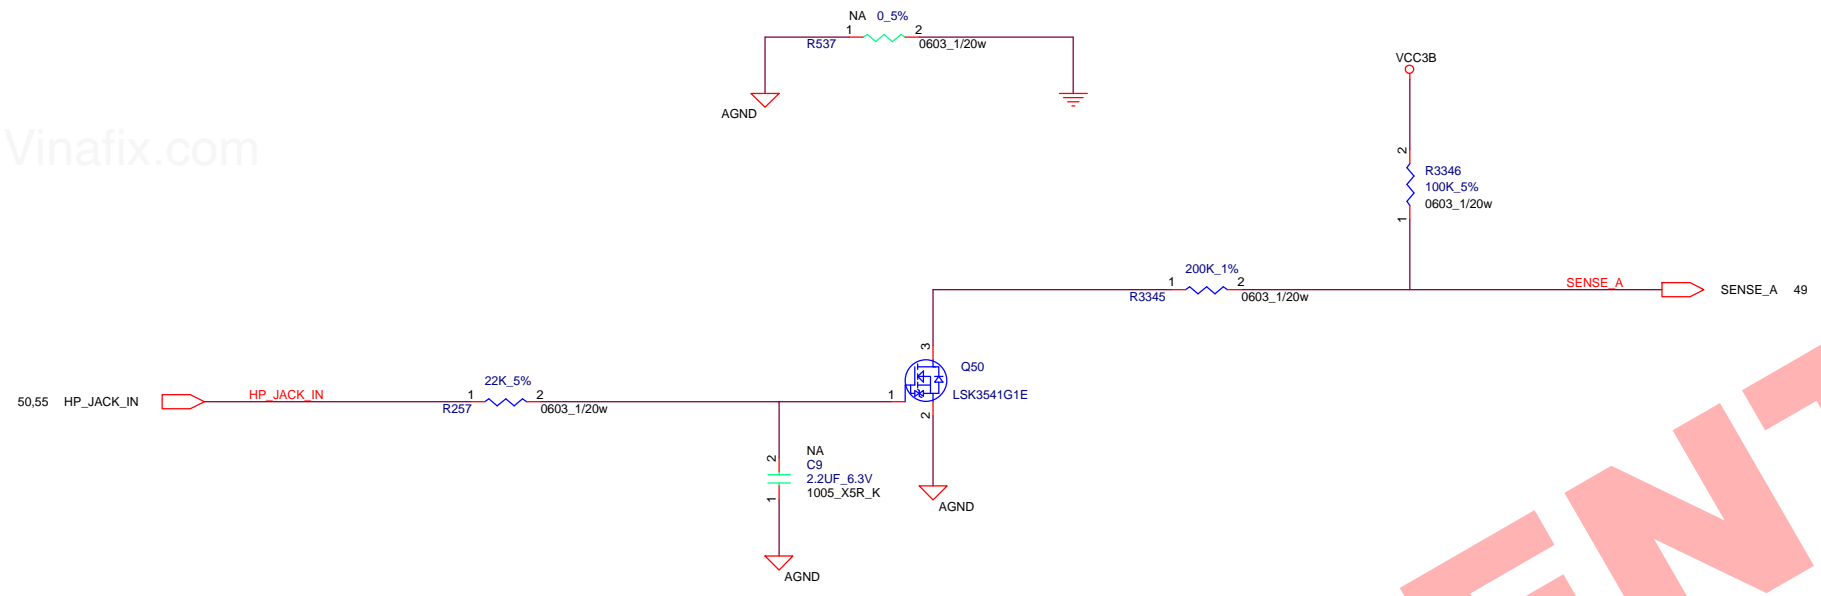 NA 0_5%
1 2
R537 0603_1/20w
AGND
VCC3B
Vinafix.com
2
R3346
100K_5%
0603_1/20w
1
200K_1%
1 2
R3345 0603_1/20w
SENSE_A
SENSE_A 49
3
Q50
LSK3541G1E
1
2
AGND
50,55 HP_JACK_IN
HP_JACK_IN
22K_5%
1 2
R257 0603_1/20w
NA
2
C9
2.2UF_6.3V
1005_X5R_K
1
AGND
ENT